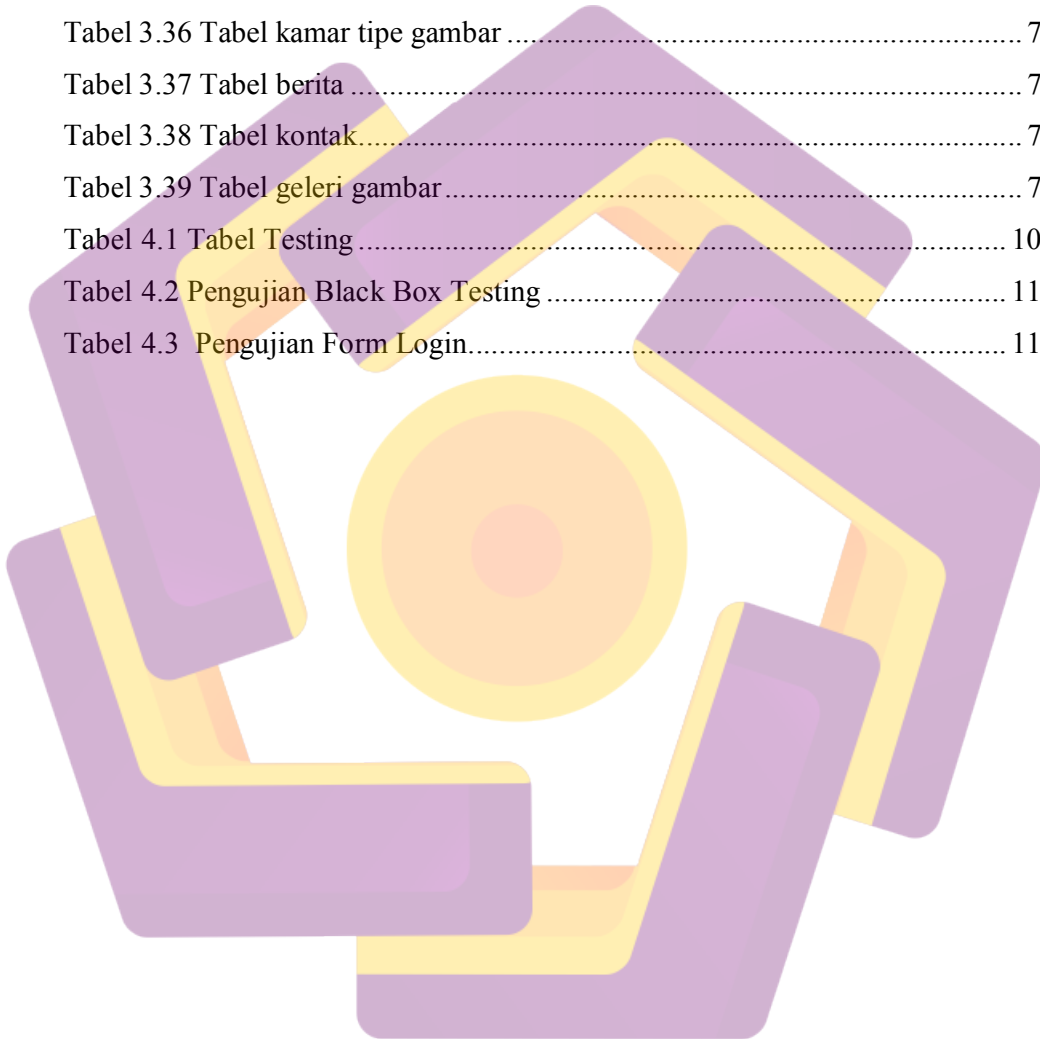 Tabel 3.36 Tabel kamar tipe gambar ................................................................. 7
Tabel 3.37 Tabel berita ..................................................................................... 7
Tabel 3.38 Tabel kontak.................................................................................... 7
Tabel 3.39 Tabel geleri gambar ......................................................................... 7
Tabel 4.1 Tabel Testing .................................................................................. 10
Tabel 4.2 Pengujian Black Box Testing .......................................................... 11
Tabel 4.3 Pengujian Form Login.................................................................... 11